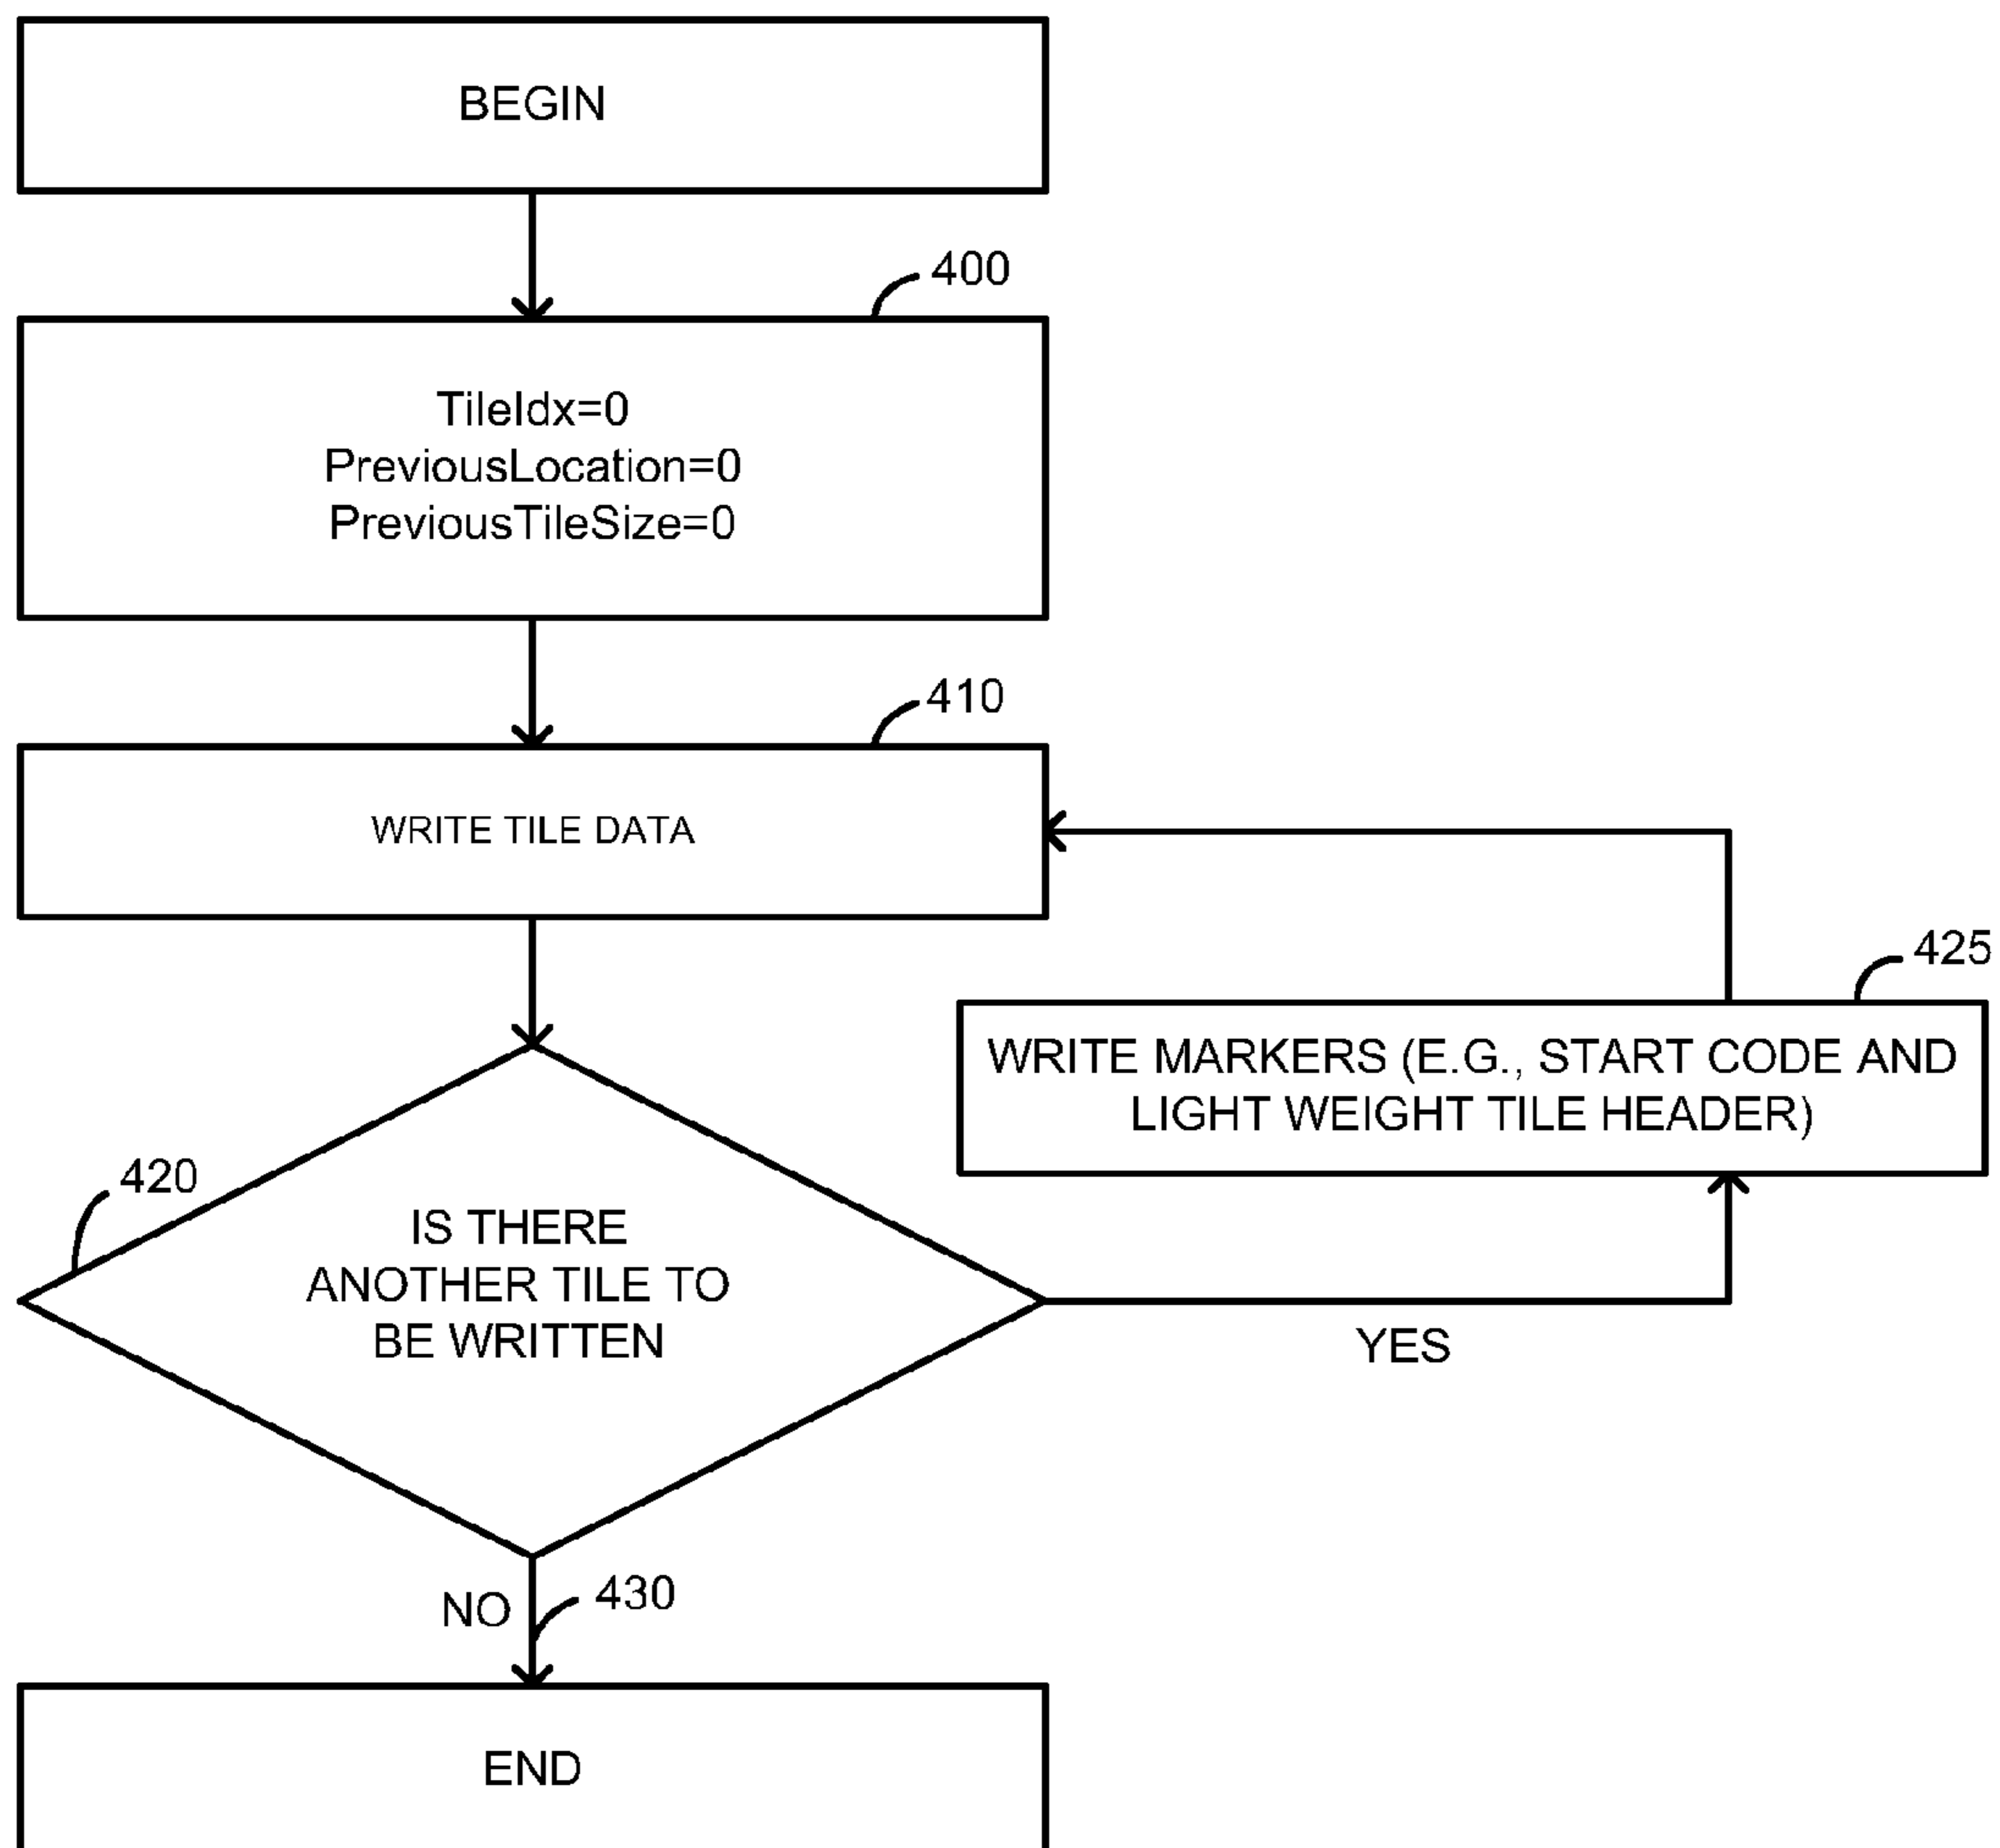 BEGIN
400
TileIdx=0
PreviousLocation=0
PreviousTileSize=0
410
WRITE TILE DATA
425
WRITE MARKERS (E.G., START CODE AND
LIGHT WEIGHT TILE HEADER)
420
IS THERE
ANOTHER TILE TO
BE WRITTEN
YES
NO
430
END